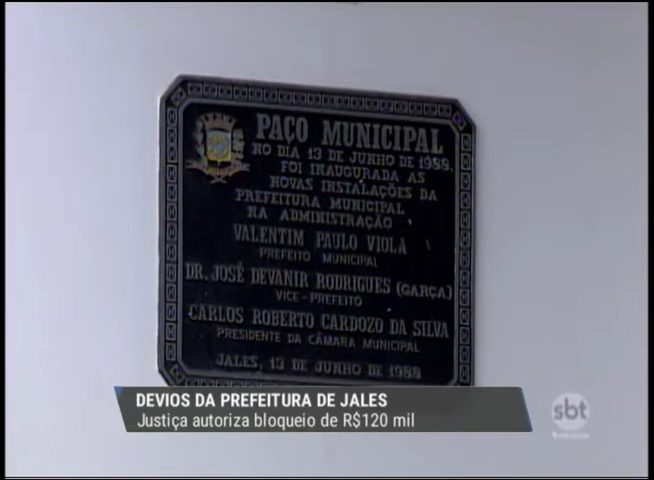 PAÇO MUNICIPAL
NO DIA 13 DE JUNHO DE 1988,
FOI INAUGURADA AS
NOVAS INSTALAÇÕES DA
PREFEITURA MUNICIPAL
NA ADMINISTRAÇÃO
VALENTIM PAULO VIOLA
PREFEITO MUNICIPAL
DR. JOSÉ DEVANIR RODRIGUES (GARÇA)
VICE-PREFEITO
CARLOS ROBERTO CARDOZO DA SILVA
PRESIDENTE DA CÂMARA MUNICIPAL
JALES, 13 DE JUNHO DE 1988
DEVIOS DA PREFEITURA DE JALES
Justiça autoriza bloqueio de R$120 mil
sbt